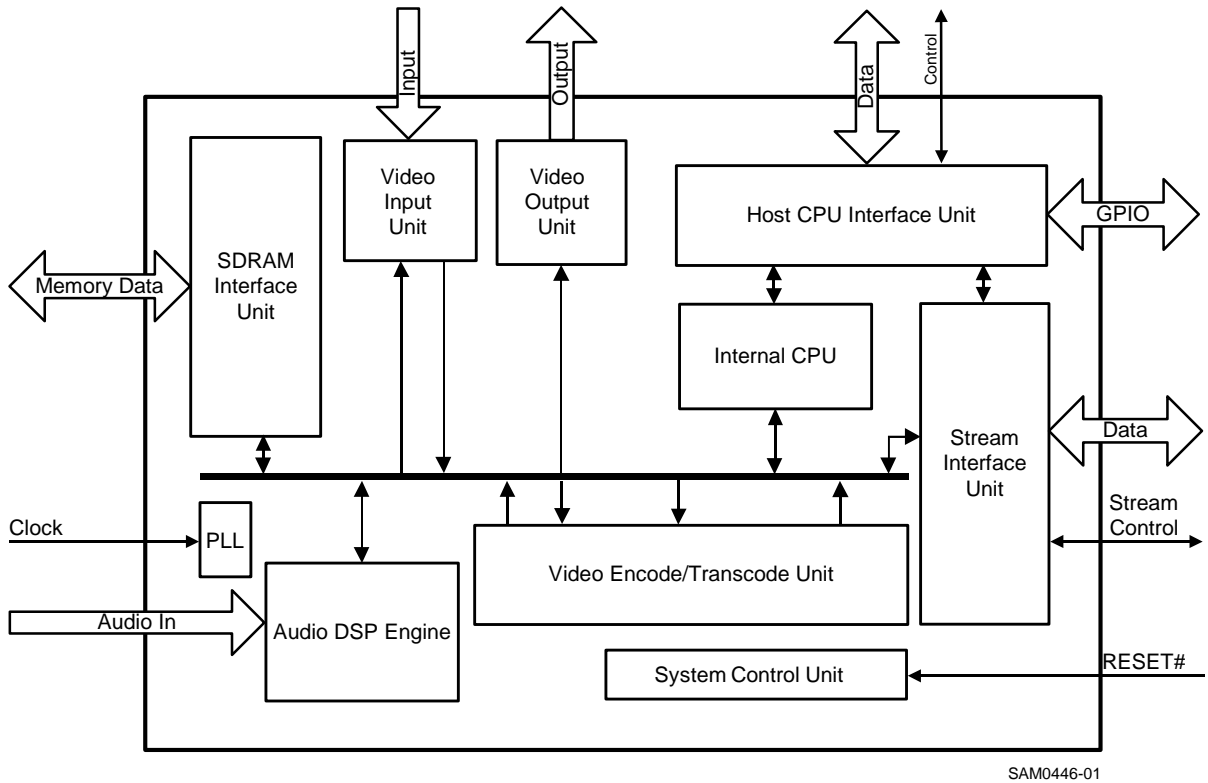 Input
Output
Data
Control
Video
Input
Unit
Video
Output
Unit
Host CPU Interface Unit
GPIO
SDRAM
Interface
Unit
Memory Data
Internal CPU
Stream
Interface
Unit
Data
Clock
PLL
Stream
Control
Video Encode/Transcode Unit
Audio In
Audio DSP Engine
System Control Unit
RESET#
SAM0446-01